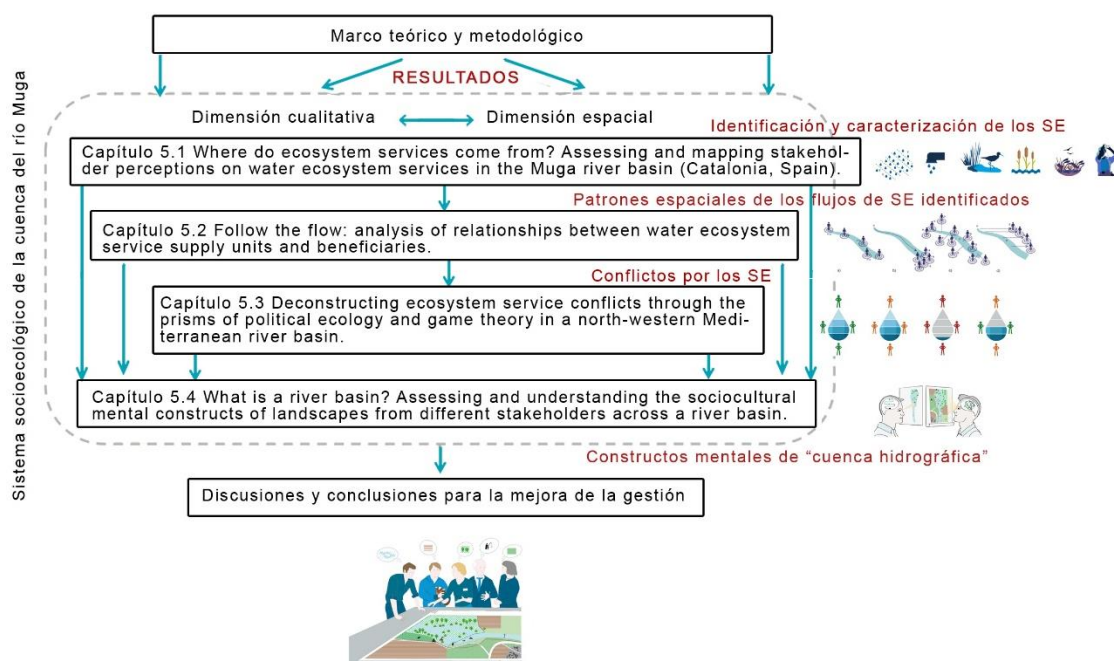 Marco teórico y metodológico
RESULTADOS
Dimensión cualitativa
Dimensión espacial
Identificación y caracterización de los SE
Capítulo 5.1 Where do ecosystem services come from? Assessing and mapping stakehol-
der perceptions on water ecosystem services in the Muga river basin (Catalonia, Spain).
Patrones espaciales de los flujos de SE identificados
Capítulo 5.2 Follow the flow: analysis of relationships between water ecosystem
service supply units and beneficiaries.
Conflictos por los SE
Capítulo 5.3 Deconstructing ecosystem service conflicts through the
prisms of political ecology and game theory in a north-western Medi-
terranean river basin.
Capítulo 5.4 What is a river basin? Assessing and understanding the sociocultural
mental constructs of landscapes from different stakeholders across a river basin.
Constructos mentales de “cuenca hidrográfica”
Discusiones y conclusiones para la mejora de la gestión
Sistema socioecológico de la cuenca del río Muga